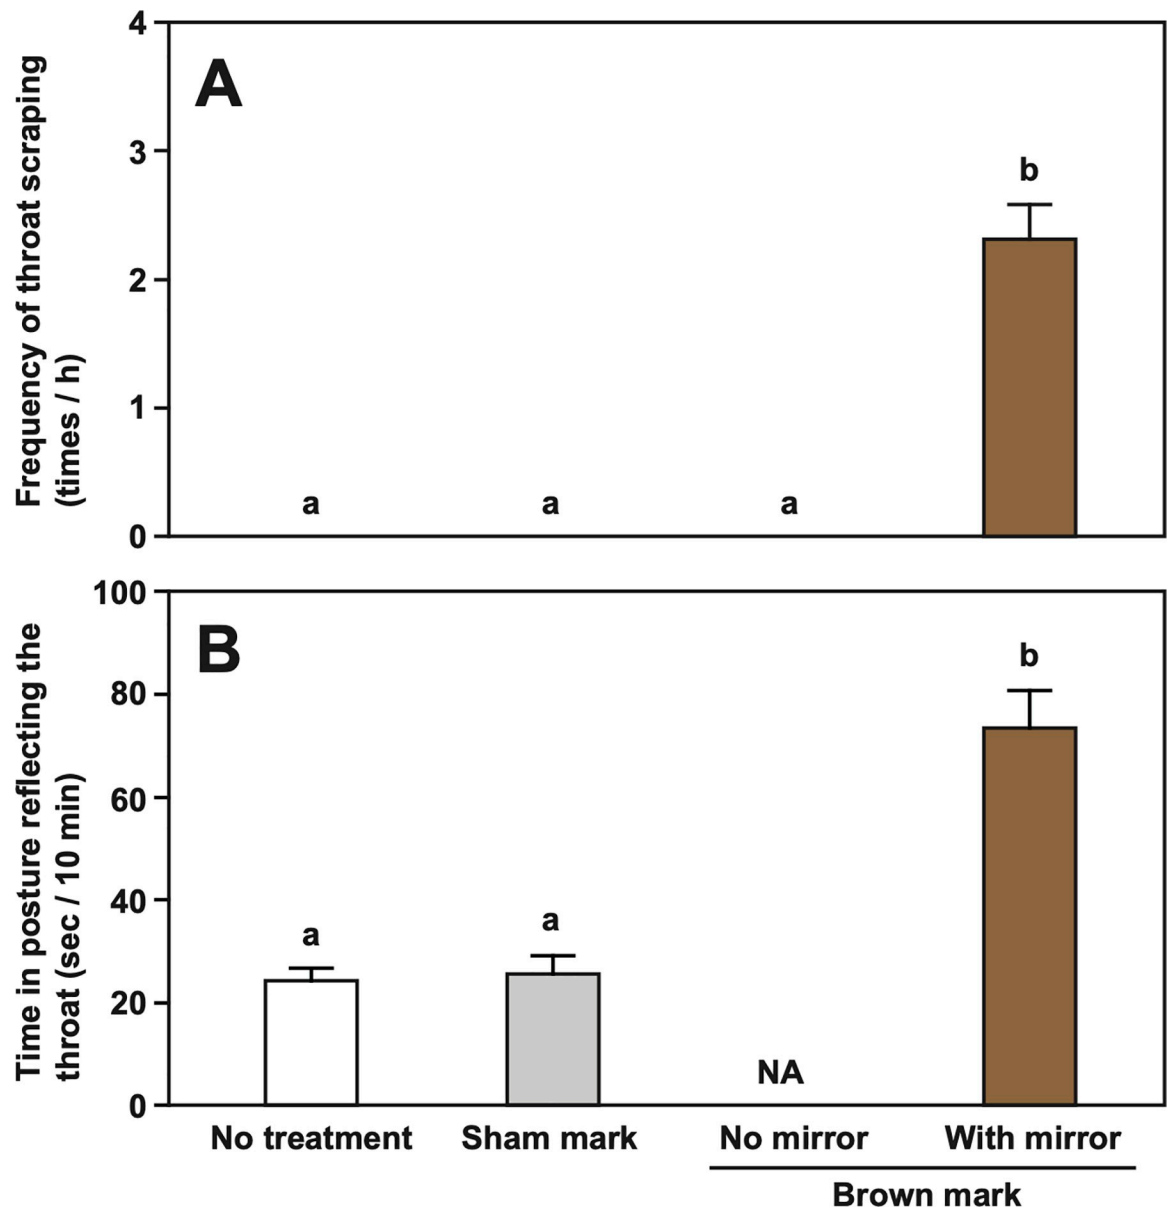 Frequency of throat scraping
(times / h)
4
3
2
1
0
A
a
a
a
b
Time in posture reflecting the
throat (sec / 10 min)
100
80
60
40
20
0
B
a
a
NA
b
No treatment
Sham mark
No mirror
With mirror
Brown mark